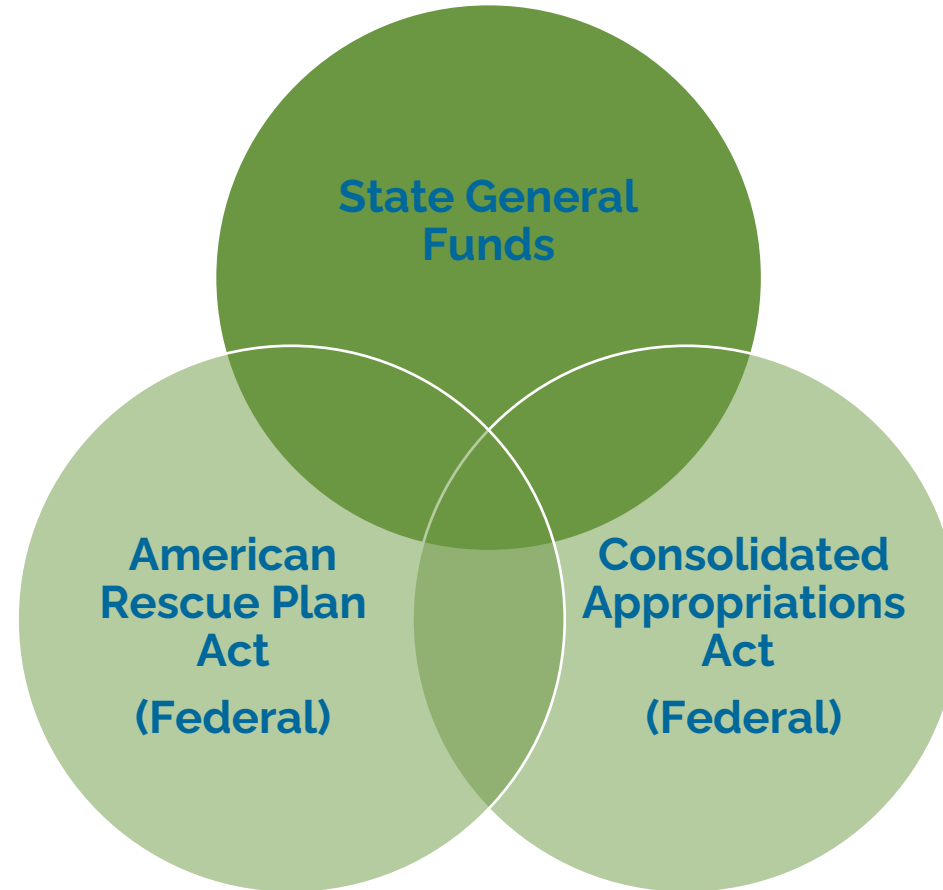 State General
Funds
American
Rescue Plan
Act
(Federal)
Consolidated
Appropriations
Act
(Federal)